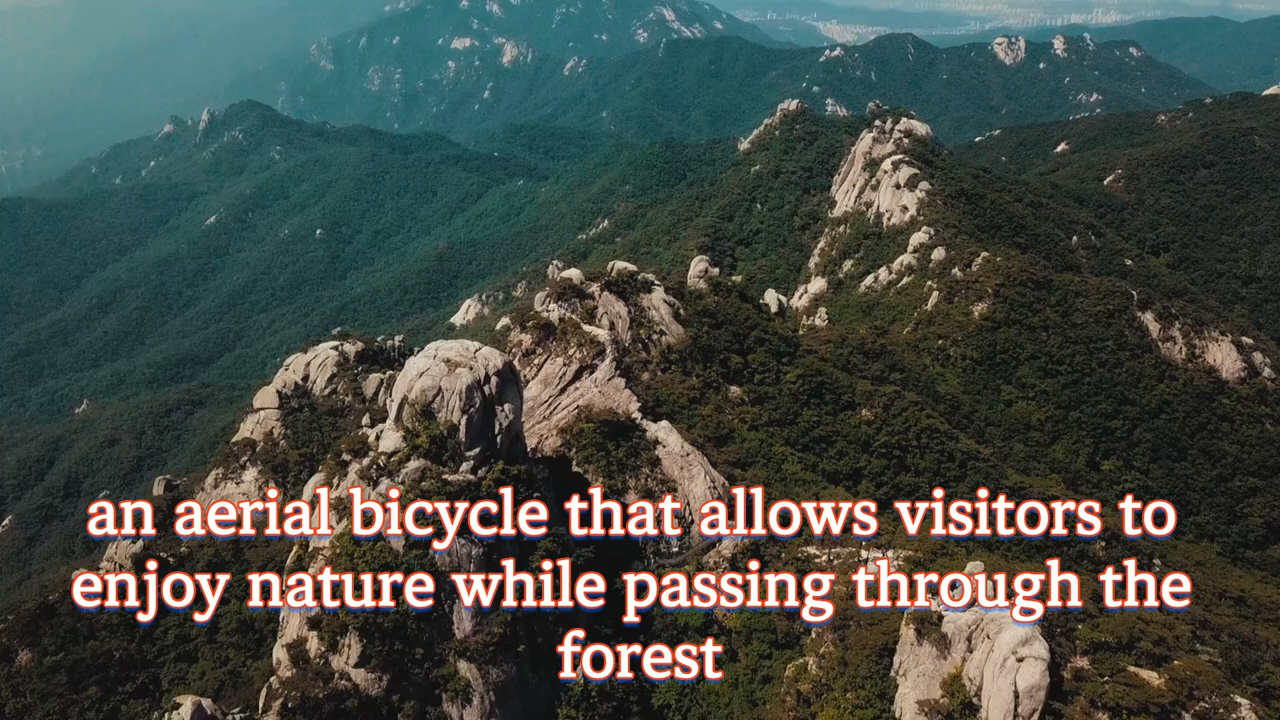 an aerial bicycle that allows visitors to
enjoy nature while passing through the
forest